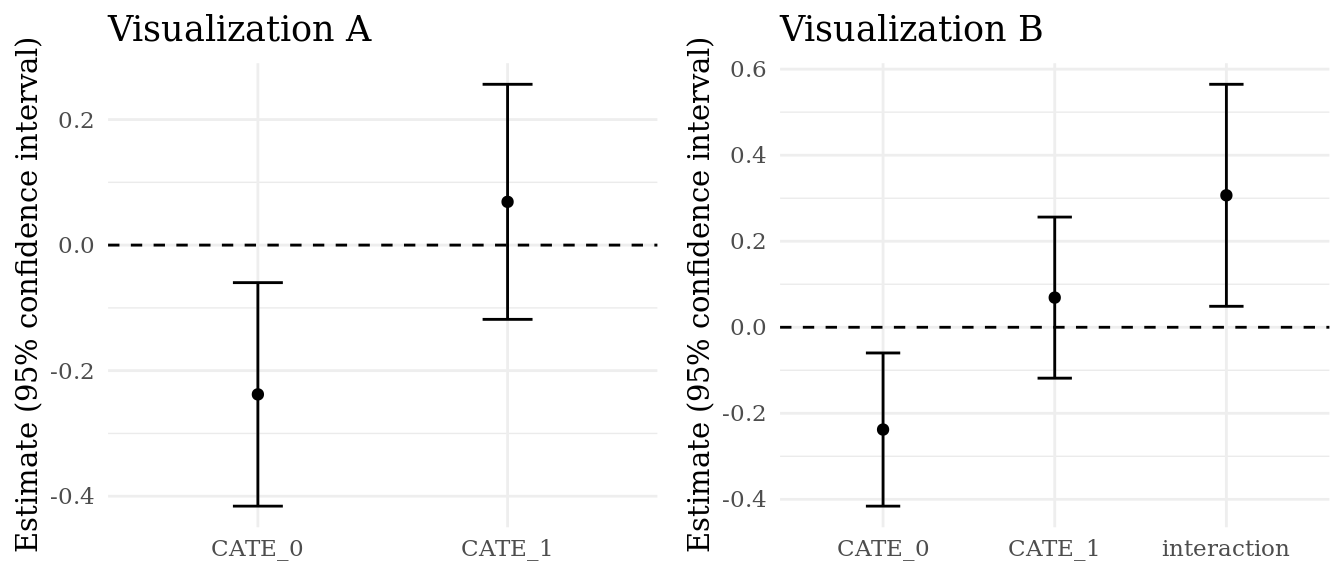 Visualization A
Estimate (95% confidence interval)
0.2
0.0
-0.2
-0.4
CATE_0
CATE_1
Visualization B
Estimate (95% confidence interval)
0.6
0.4
0.2
0.0
-0.2
-0.4
CATE_0
CATE_1
interaction